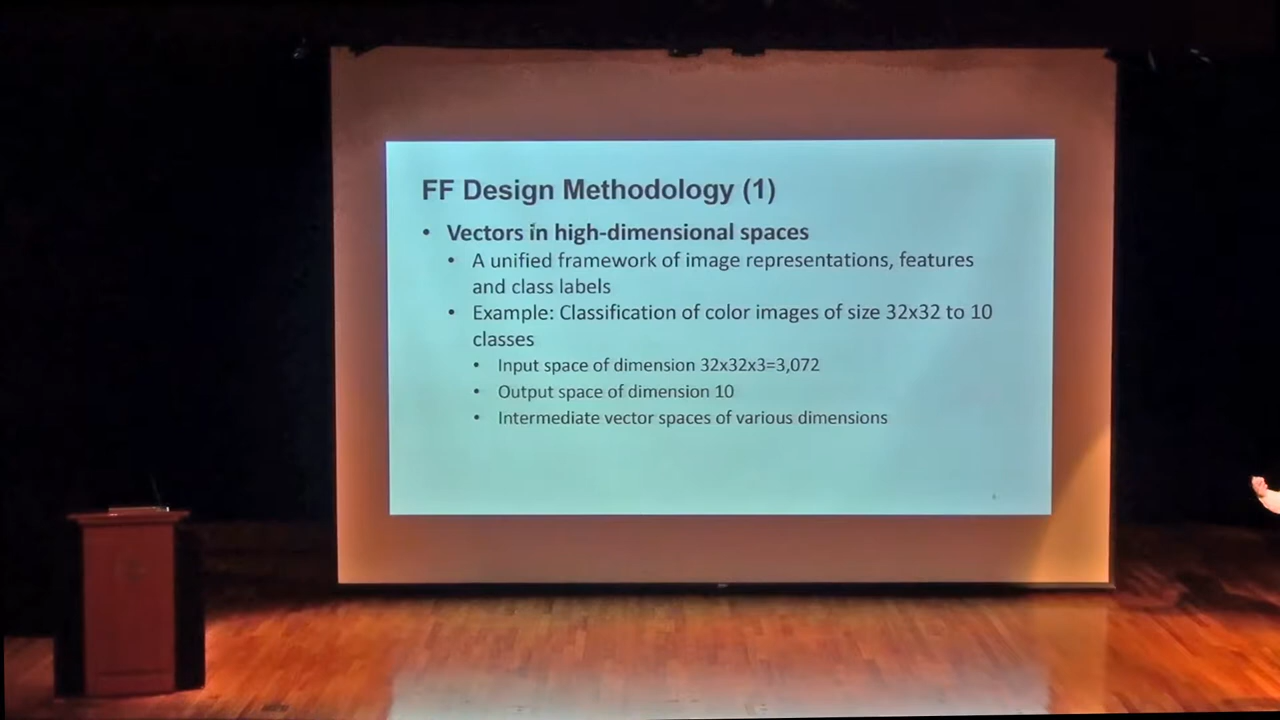 FF Design Methodology (1)
• Vectors in high-dimensional spaces
• A unified framework of image representations, features
and class labels
• Example: Classification of color images of size 32x32 to 10
classes
• Input space of dimension 32x32x3=3,072
• Output space of dimension 10
• Intermediate vector spaces of various dimensions